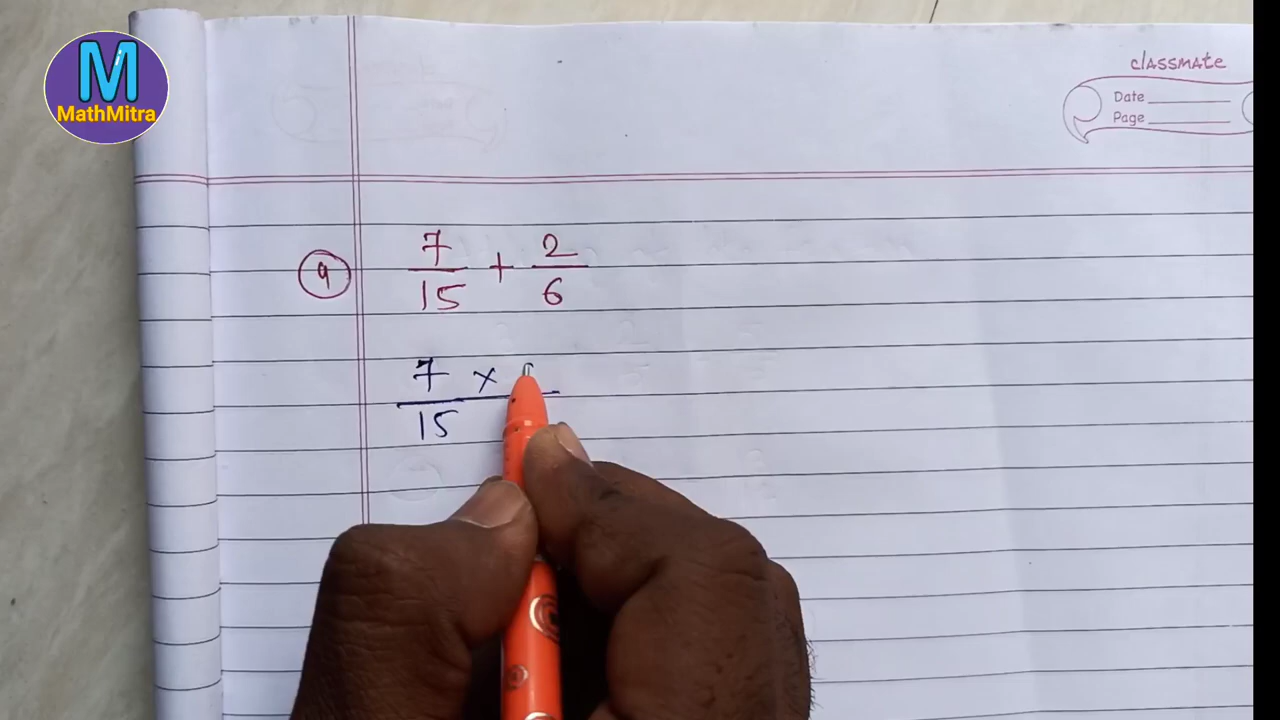 M
MathMitra
classmate
Date
Page
9 7/15 + 2/6
7 ×
15